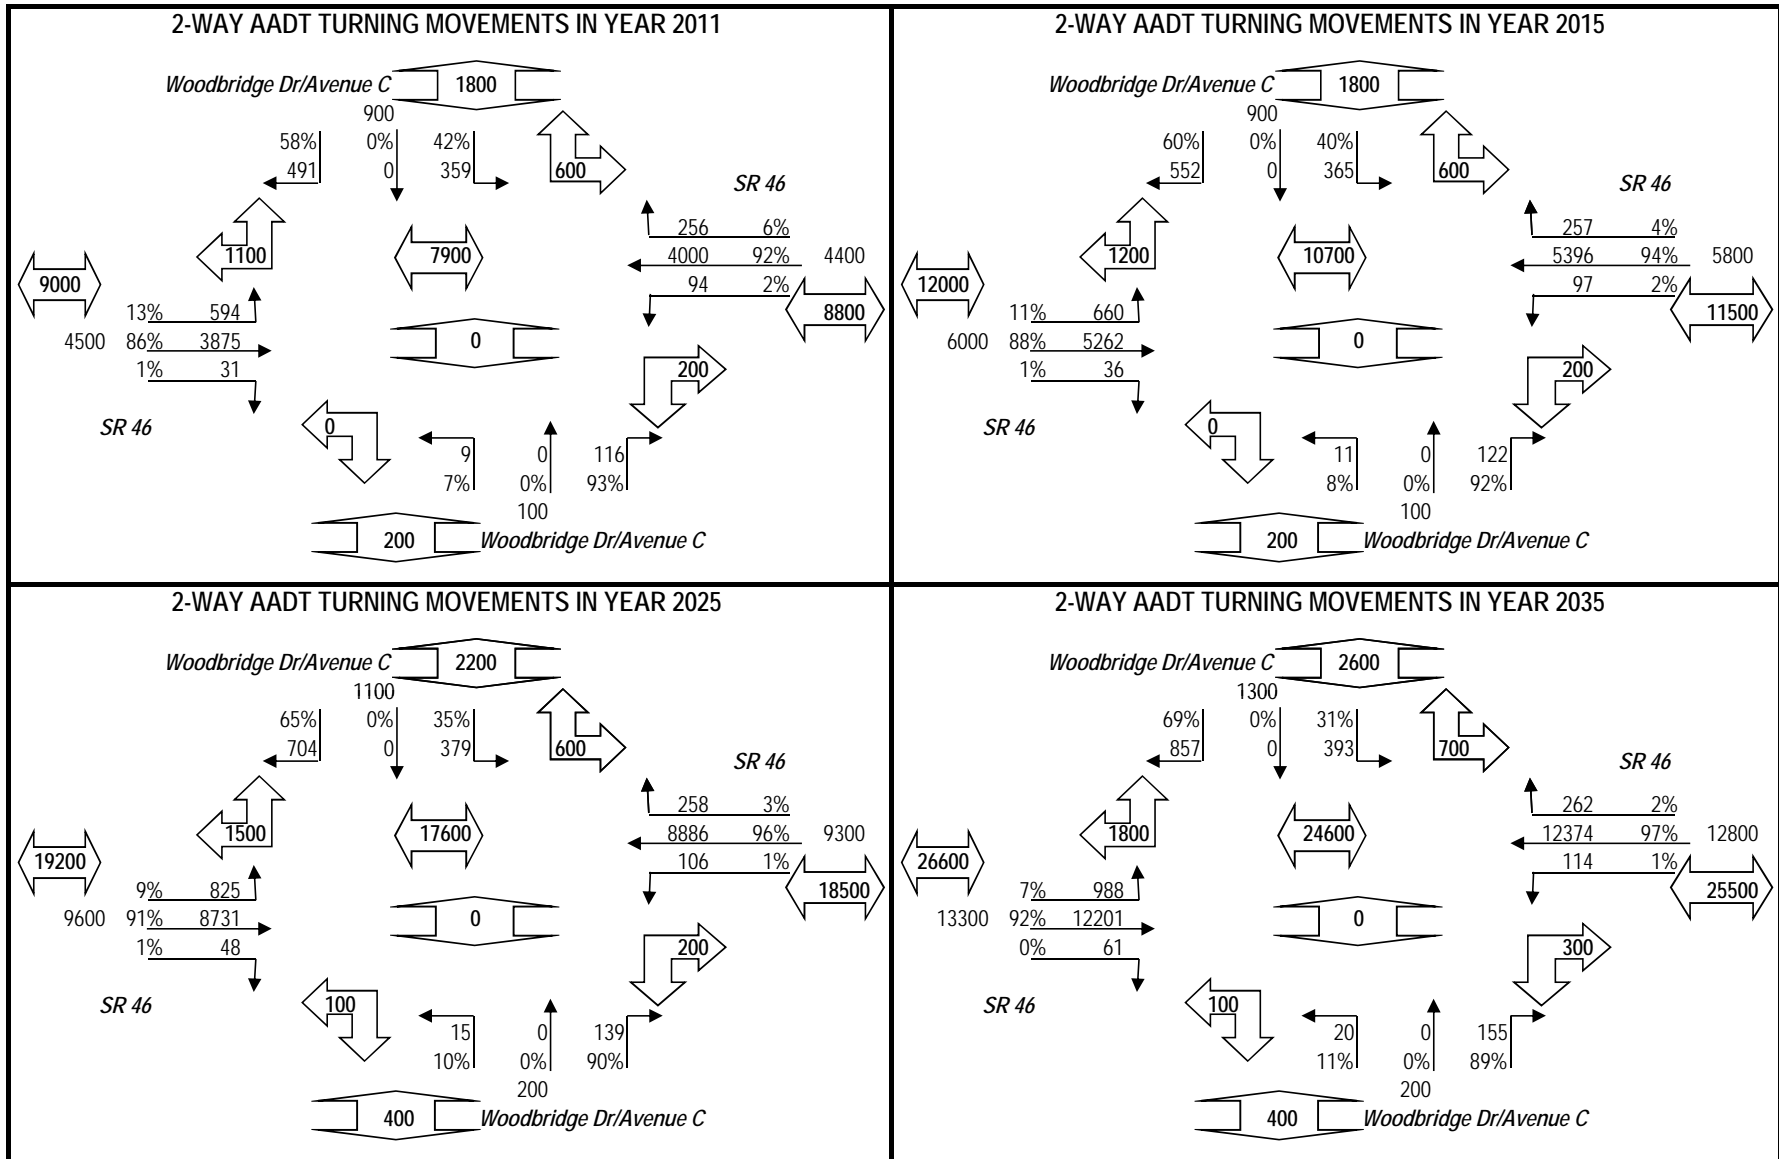 2-WAY AADT TURNING MOVEMENTS IN YEAR 2011
Woodbridge Dr/Avenue C 1800
900
58% 0% 42%
491 0 359 600
SR 46
256 6%
1100 7900 4000 92% 4400
9000 94 2%
13% 594 8800
4500 86% 3875 0
1% 31 200
SR 46 0
9 0 116
7% 0% 93%
100
200 Woodbridge Dr/Avenue C
2-WAY AADT TURNING MOVEMENTS IN YEAR 2015
Woodbridge Dr/Avenue C 1800
900
60% 0% 40%
552 0 365 600
SR 46
257 4%
1200 10700 5396 94% 5800
12000 97 2%
11% 660 11500
6000 88% 5262 0
1% 36 200
SR 46 0
11 0 122
8% 0% 92%
100
200 Woodbridge Dr/Avenue C
2-WAY AADT TURNING MOVEMENTS IN YEAR 2025
Woodbridge Dr/Avenue C 2200
1100
65% 0% 35%
704 0 379 600
SR 46
258 3%
1500 17600 8886 96% 9300
19200 106 1%
9% 825 18500
9600 91% 8731 0
1% 48 200
SR 46 100
15 0 139
10% 0% 90%
200
400 Woodbridge Dr/Avenue C
2-WAY AADT TURNING MOVEMENTS IN YEAR 2035
Woodbridge Dr/Avenue C 2600
1300
69% 0% 31%
857 0 393 700
SR 46
262 2%
1800 24600 12374 97% 12800
26600 114 1%
7% 988 25500
13300 92% 12201 0
0% 61 300
SR 46 100
20 0 155
11% 0% 89%
200
400 Woodbridge Dr/Avenue C